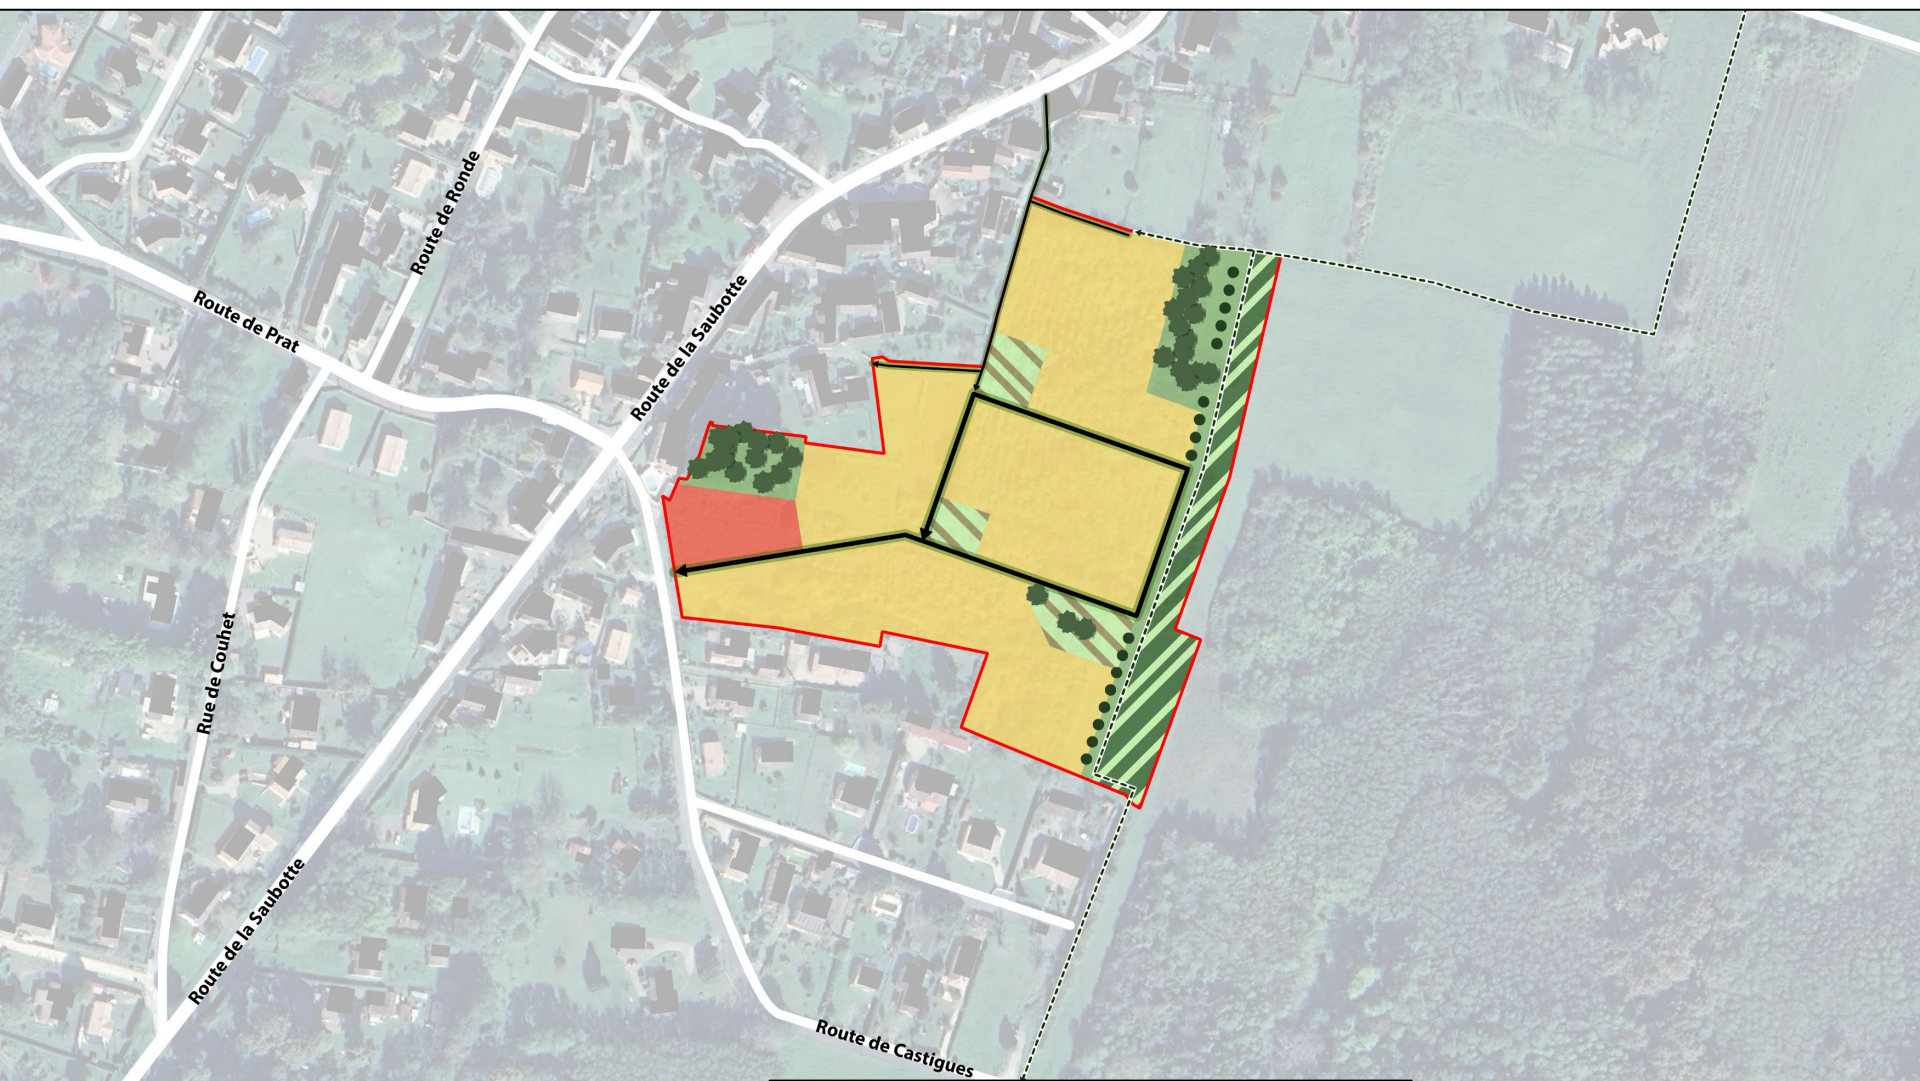 Route de Ronde
Route de Prat
Route de la Saubotte
Rue de Couhet
Route de la Saubotte
Route de Castigues